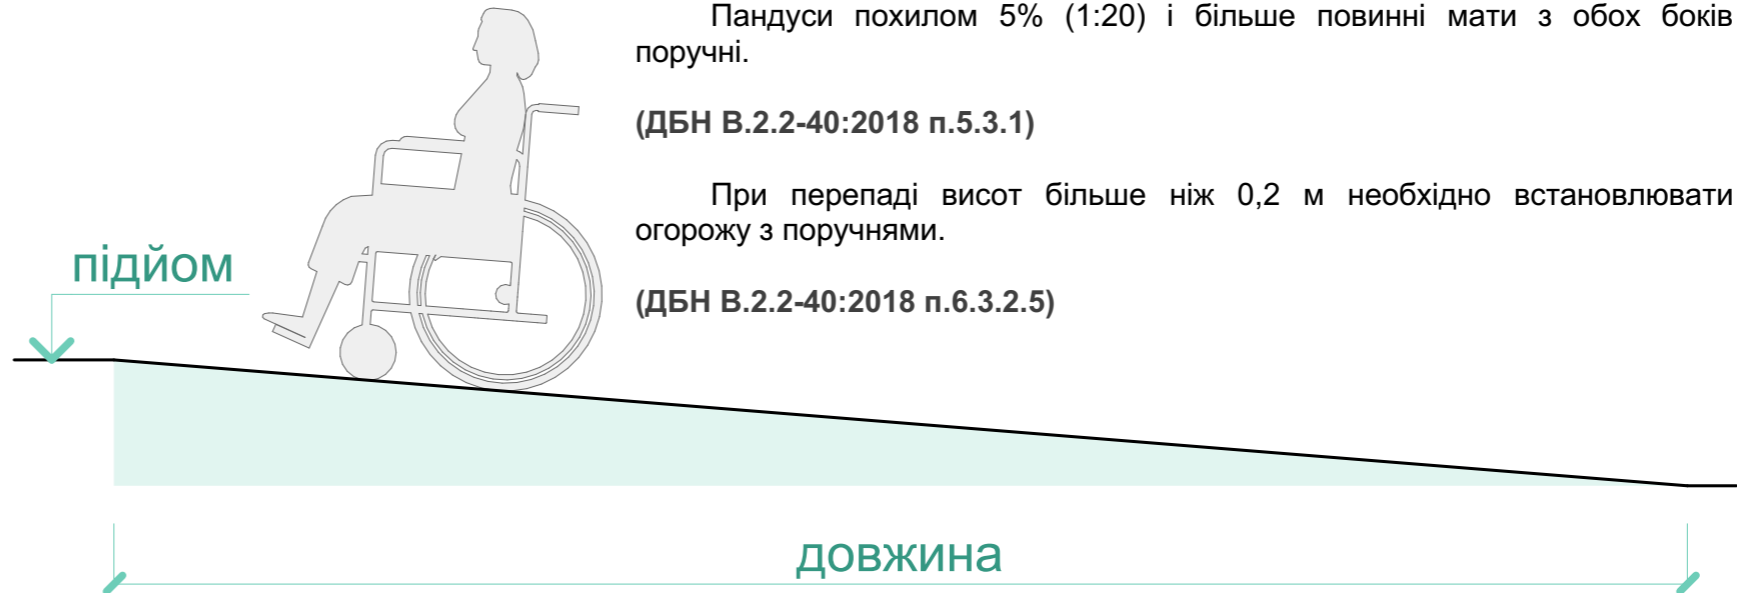 Пандуси похилом 5% (1:20) і більше повинні мати з обох боків
поручні.
(ДБН В.2.2-40:2018 п.5.3.1)
При перепаді висот більше ніж 0,2 м необхідно встановлювати
огорожу з поручнями.
(ДБН В.2.2-40:2018 п.6.3.2.5)
підйом
довжина